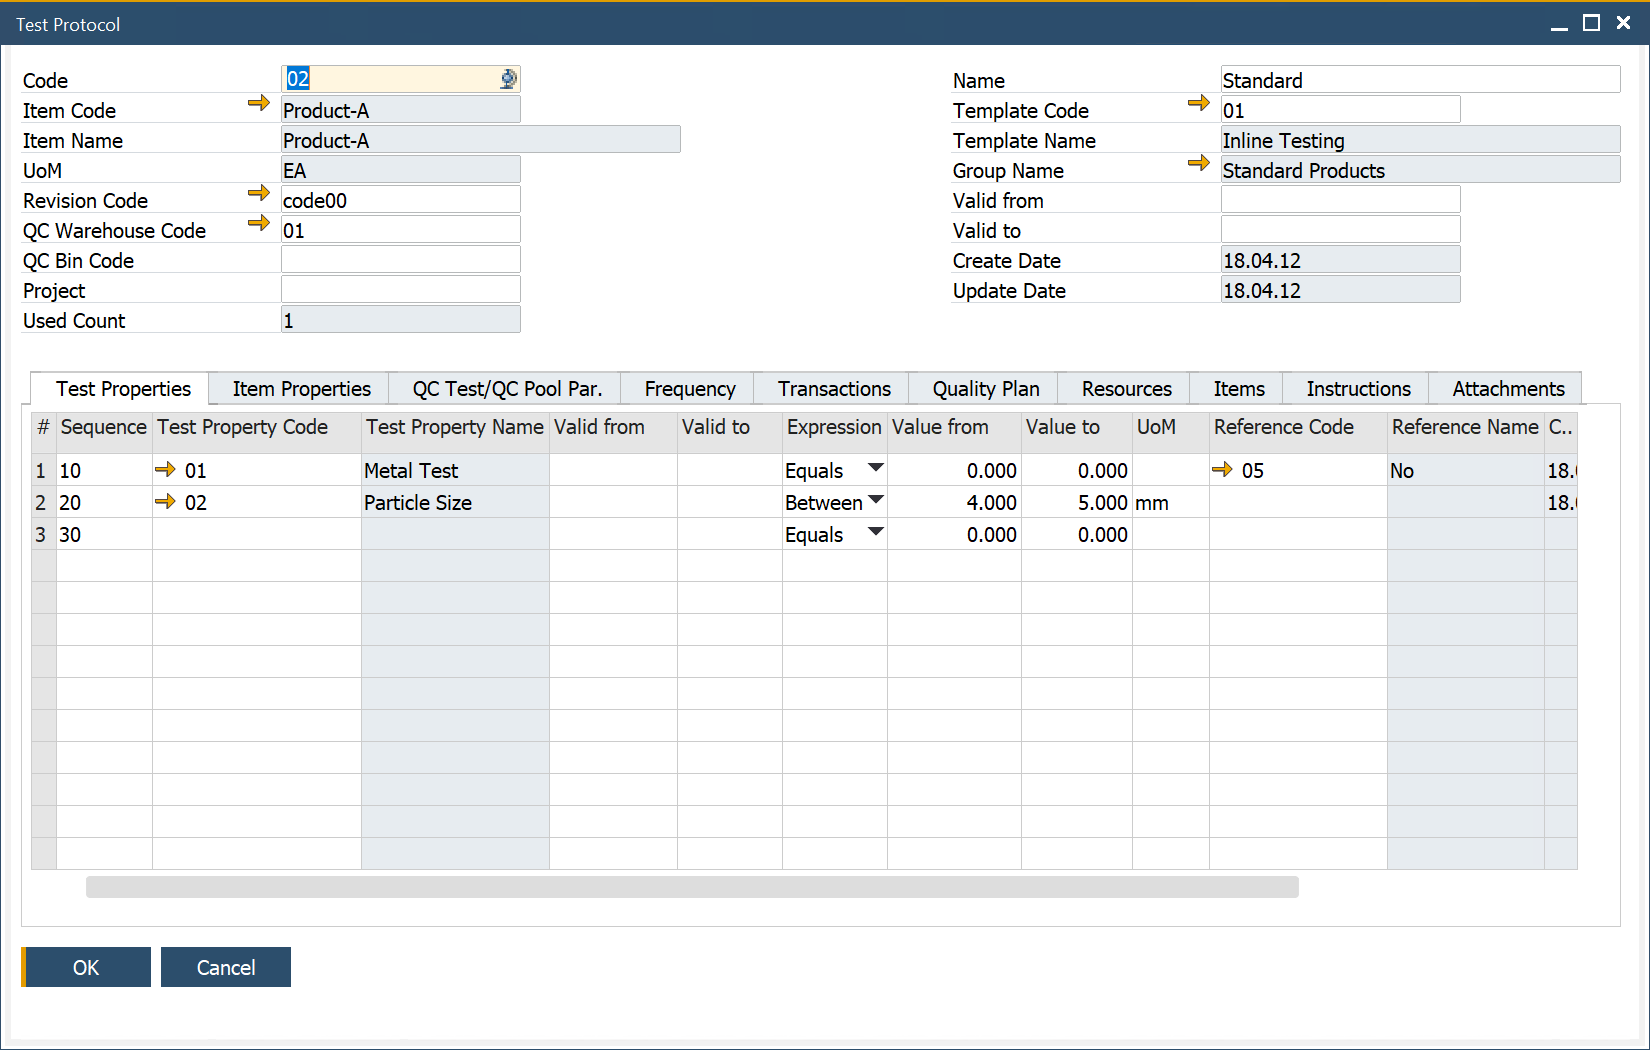 Test Protocol
Code 02 Name Standard
Item Code Product-A Template Code 01
Item Name Product-A Template Name Inline Testing
UoM EA Group Name Standard Products
Revision Code code00 Valid from
QC Warehouse Code 01 Valid to
QC Bin Code Create Date 18.04.12
Project Update Date 18.04.12
Used Count 1
Test Properties Item Properties QC Test/QC Pool Par. Frequency Transactions Quality Plan Resources Items Instructions Attachments
# Sequence Test Property Code Test Property Name Valid from Valid to Expression Value from Value to UoM Reference Code Reference Name C..
1 10 01 Metal Test Equals 0.000 0.000 05 No 18.
2 20 02 Particle Size Between 4.000 5.000 mm 18.
3 30 Equals 0.000 0.000
OK Cancel